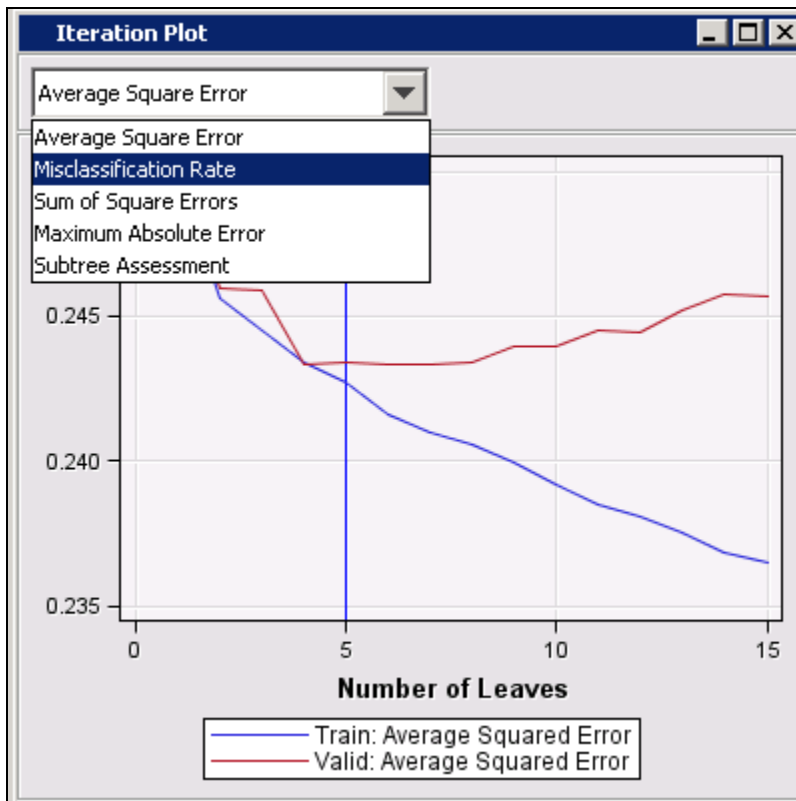 Iteration Plot
Average Square Error
Average Square Error
Misclassification Rate
Sum of Square Errors
Maximum Absolute Error
Subtree Assessment
0.245
0.240
0.235
0 5 10 15
Number of Leaves
Train: Average Squared Error
Valid: Average Squared Error